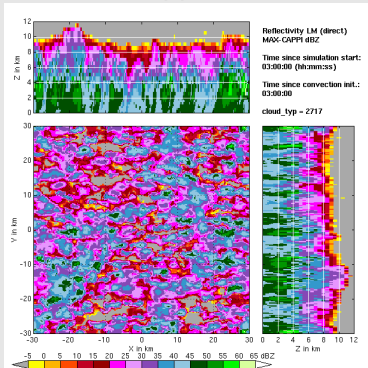 Reflectivity LM (direct)
MAX-CAPPI dBZ
Time since simulation start:
03:00:00 (hh:mm:ss)
Time since convection init.:
03:00:00
cloud_typ = 2717
Z in km
12
10
8
6
4
2
0
Y in km
30
20
10
0
-10
-20
-30
-30 -20 -10 0 10 20 30
X in km
0 2 4 6 8 10 12
Z in km
-5 0 5 10 15 20 25 30 35 40 45 50 55 60 65 dBZ